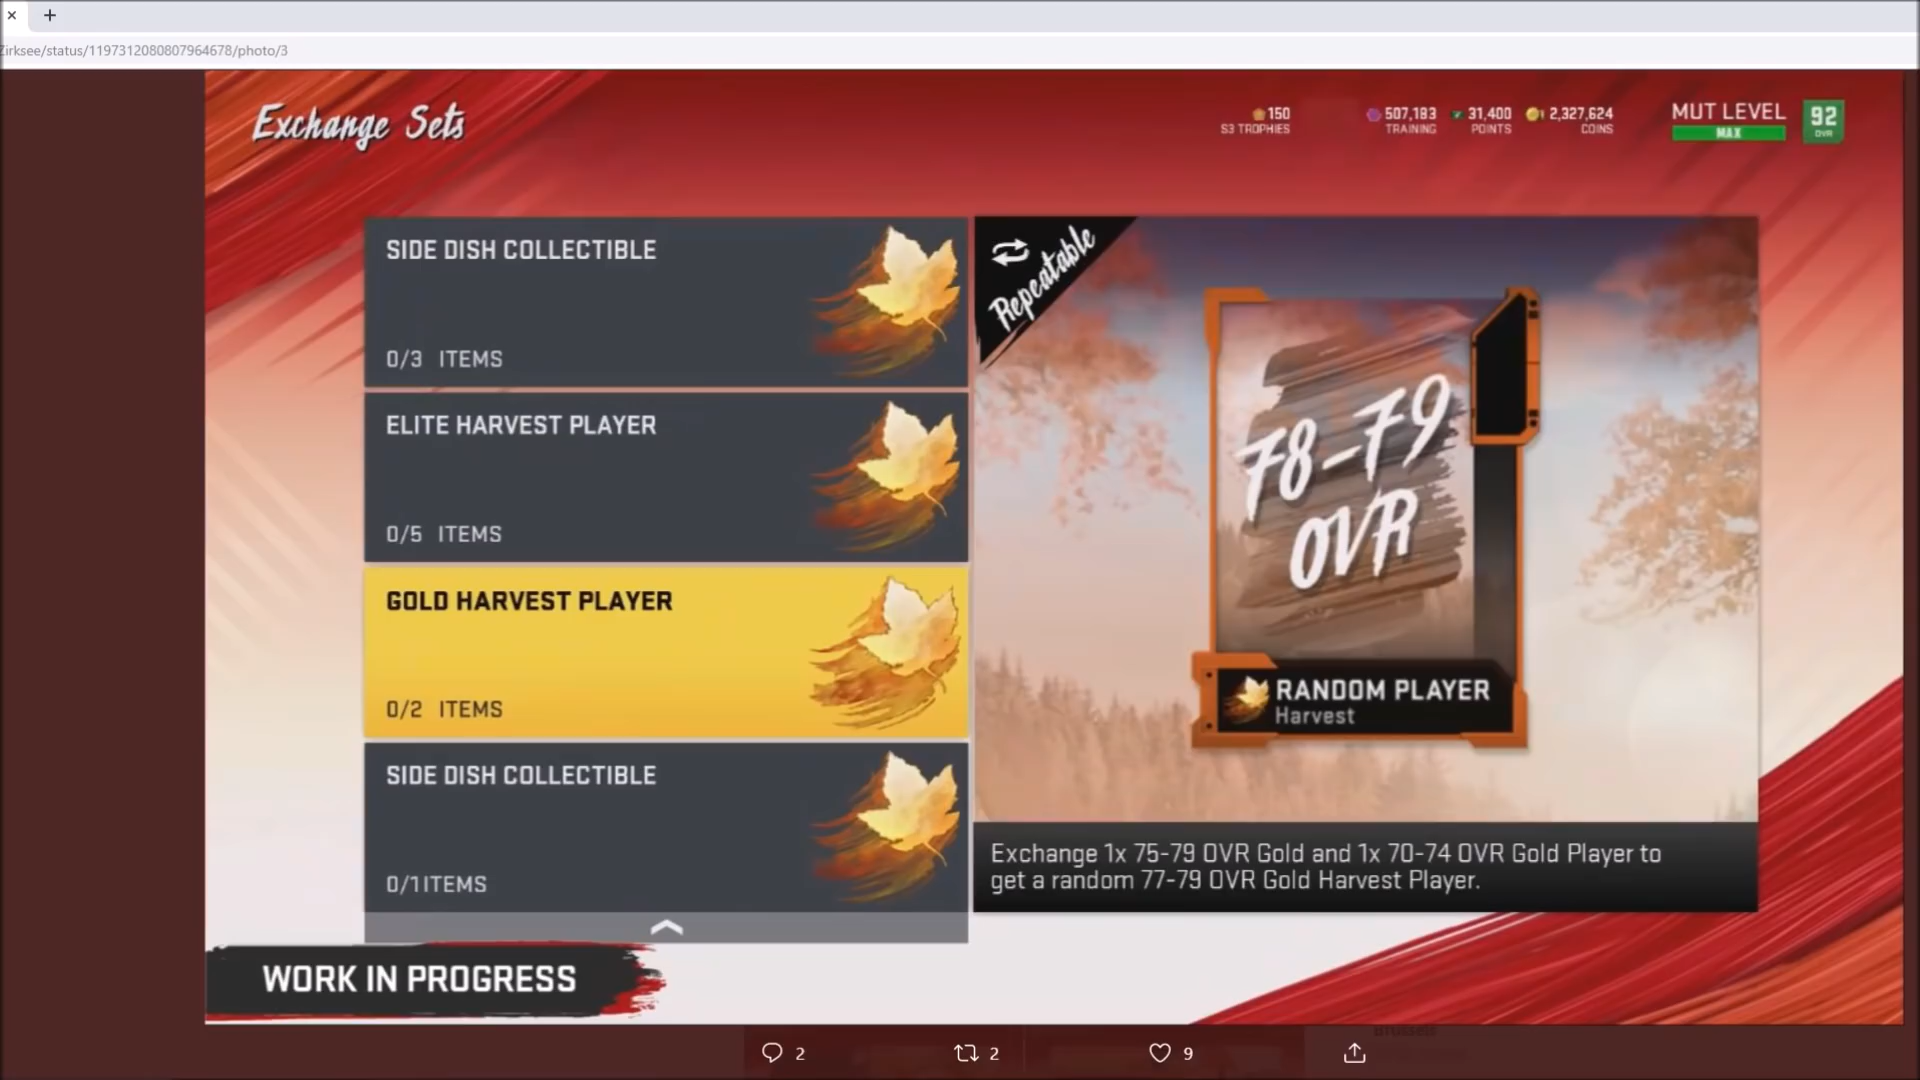 Zirksee/status/1197312080807964678/photo/3
Exchange Sets
150
S3 TROPHIES
507,183
TRAINING
31,400
POINTS
2,327,624
COINS
MUT LEVEL
MAX
92
OVR
SIDE DISH COLLECTIBLE
0/3 ITEMS
ELITE HARVEST PLAYER
0/5 ITEMS
GOLD HARVEST PLAYER
0/2 ITEMS
SIDE DISH COLLECTIBLE
0/1 ITEMS
Repeatable
78-79
OVR
RANDOM PLAYER
Harvest
Exchange 1x 75-79 OVR Gold and 1x 70-74 OVR Gold Player to
get a random 77-79 OVR Gold Harvest Player.
WORK IN PROGRESS
2
2
9